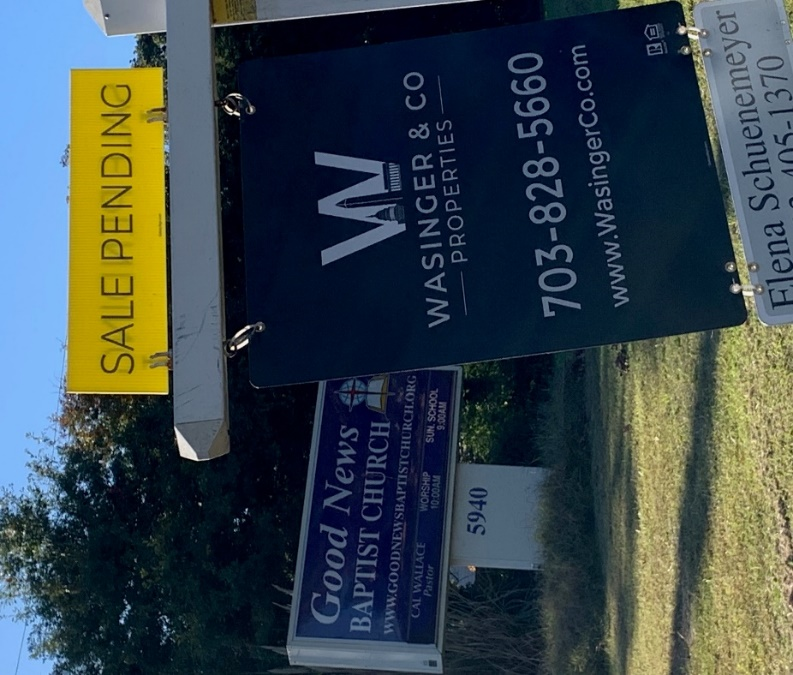 SALE PENDING
W
WASINGER & CO
PROPERTIES
703-828-5660
www.WasingerCo.com
Elena Schuenemeyer
405-1370
Good News
BAPTIST CHURCH
WWW.GOODNEWSBAPTISTCHURCH.ORG
CAL WALLACE WORSHIP SUN. SCHOOL
Pastor 10:00AM 9:00AM
5940